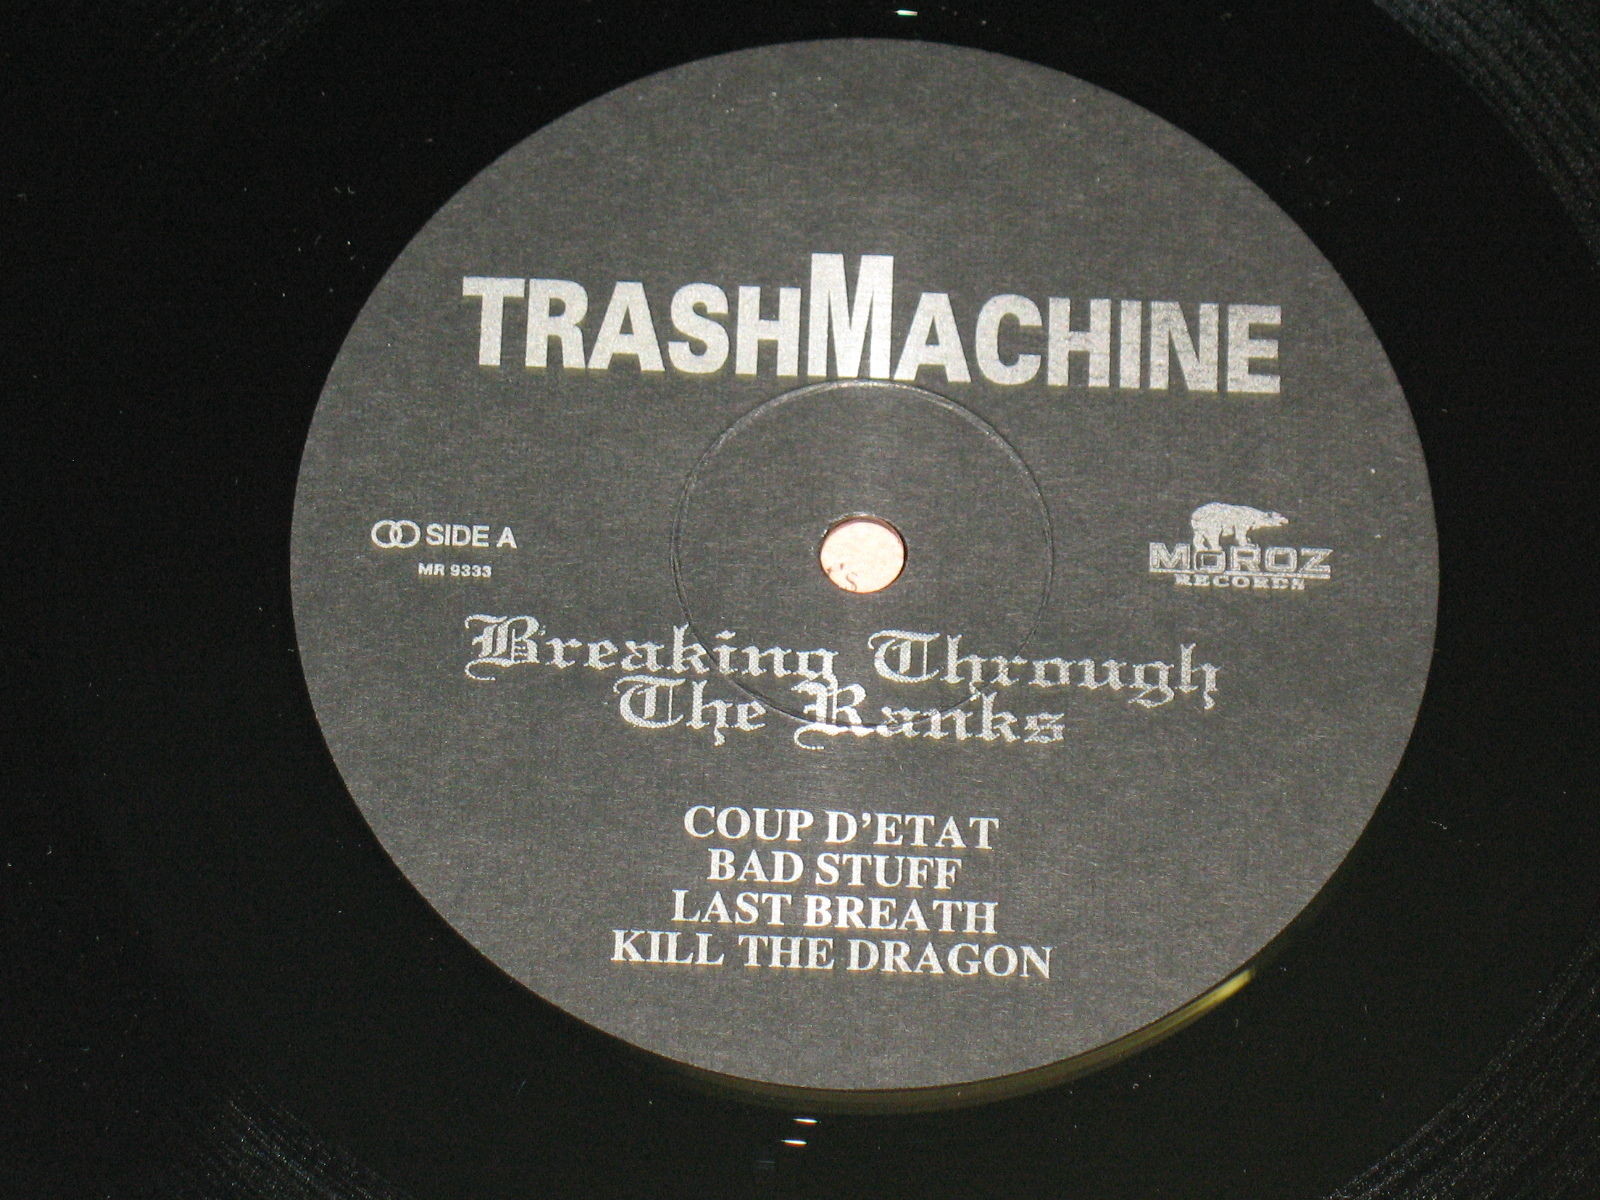 TRASHMACHINE
SIDE A
MR 9333
MOROZ
RECORDS
Breaking Through
The Ranks
COUP D'ETAT
BAD STUFF
LAST BREATH
KILL THE DRAGON